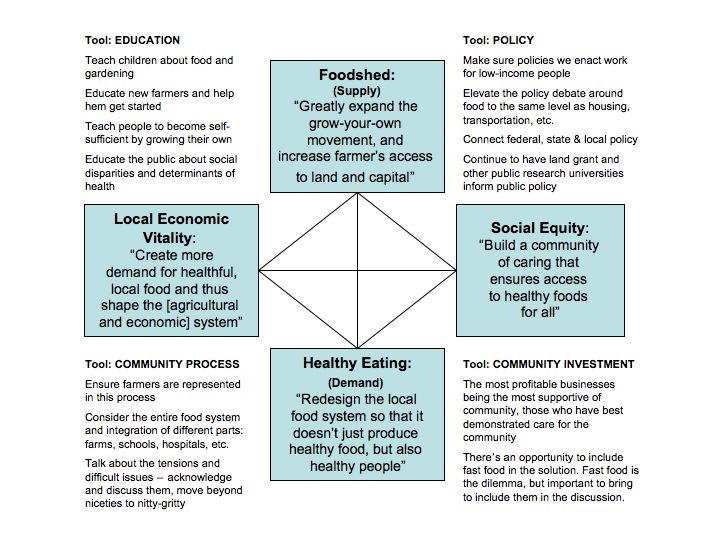 Tool: EDUCATION
Teach children about food and
gardening
Educate new farmers and help
hem get started
Teach people to become self-
sufficient by growing their own
Educate the public about social
disparities and determinants of
health
Foodshed:
(Supply)
“Greatly expand the
grow-your-own
movement, and
increase farmer’s access
to land and capital”
Tool: POLICY
Make sure policies we enact work
for low-income people
Elevate the policy debate around
food to the same level as housing,
transportation, etc.
Connect federal, state & local policy
Continue to have land grant and
other public research universities
inform public policy
Local Economic
Vitality:
“Create more
demand for healthful,
local food and thus
shape the [agricultural
and economic] system”
Social Equity:
“Build a community
of caring that
ensures access
to healthy foods
for all”
Tool: COMMUNITY PROCESS
Ensure farmers are represented
in this process
Consider the entire food system
and integration of different parts:
farms, schools, hospitals, etc.
Talk about the tensions and
difficult issues – acknowledge
and discuss them, move beyond
niceties to nitty-gritty
Healthy Eating:
(Demand)
“Redesign the local
food system so that it
doesn’t just produce
healthy food, but also
healthy people”
Tool: COMMUNITY INVESTMENT
The most profitable businesses
being the most supportive of
community, those who have best
demonstrated care for the
community
There’s an opportunity to include
fast food in the solution. Fast food is
the dilemma, but important to bring
to include them in the discussion.